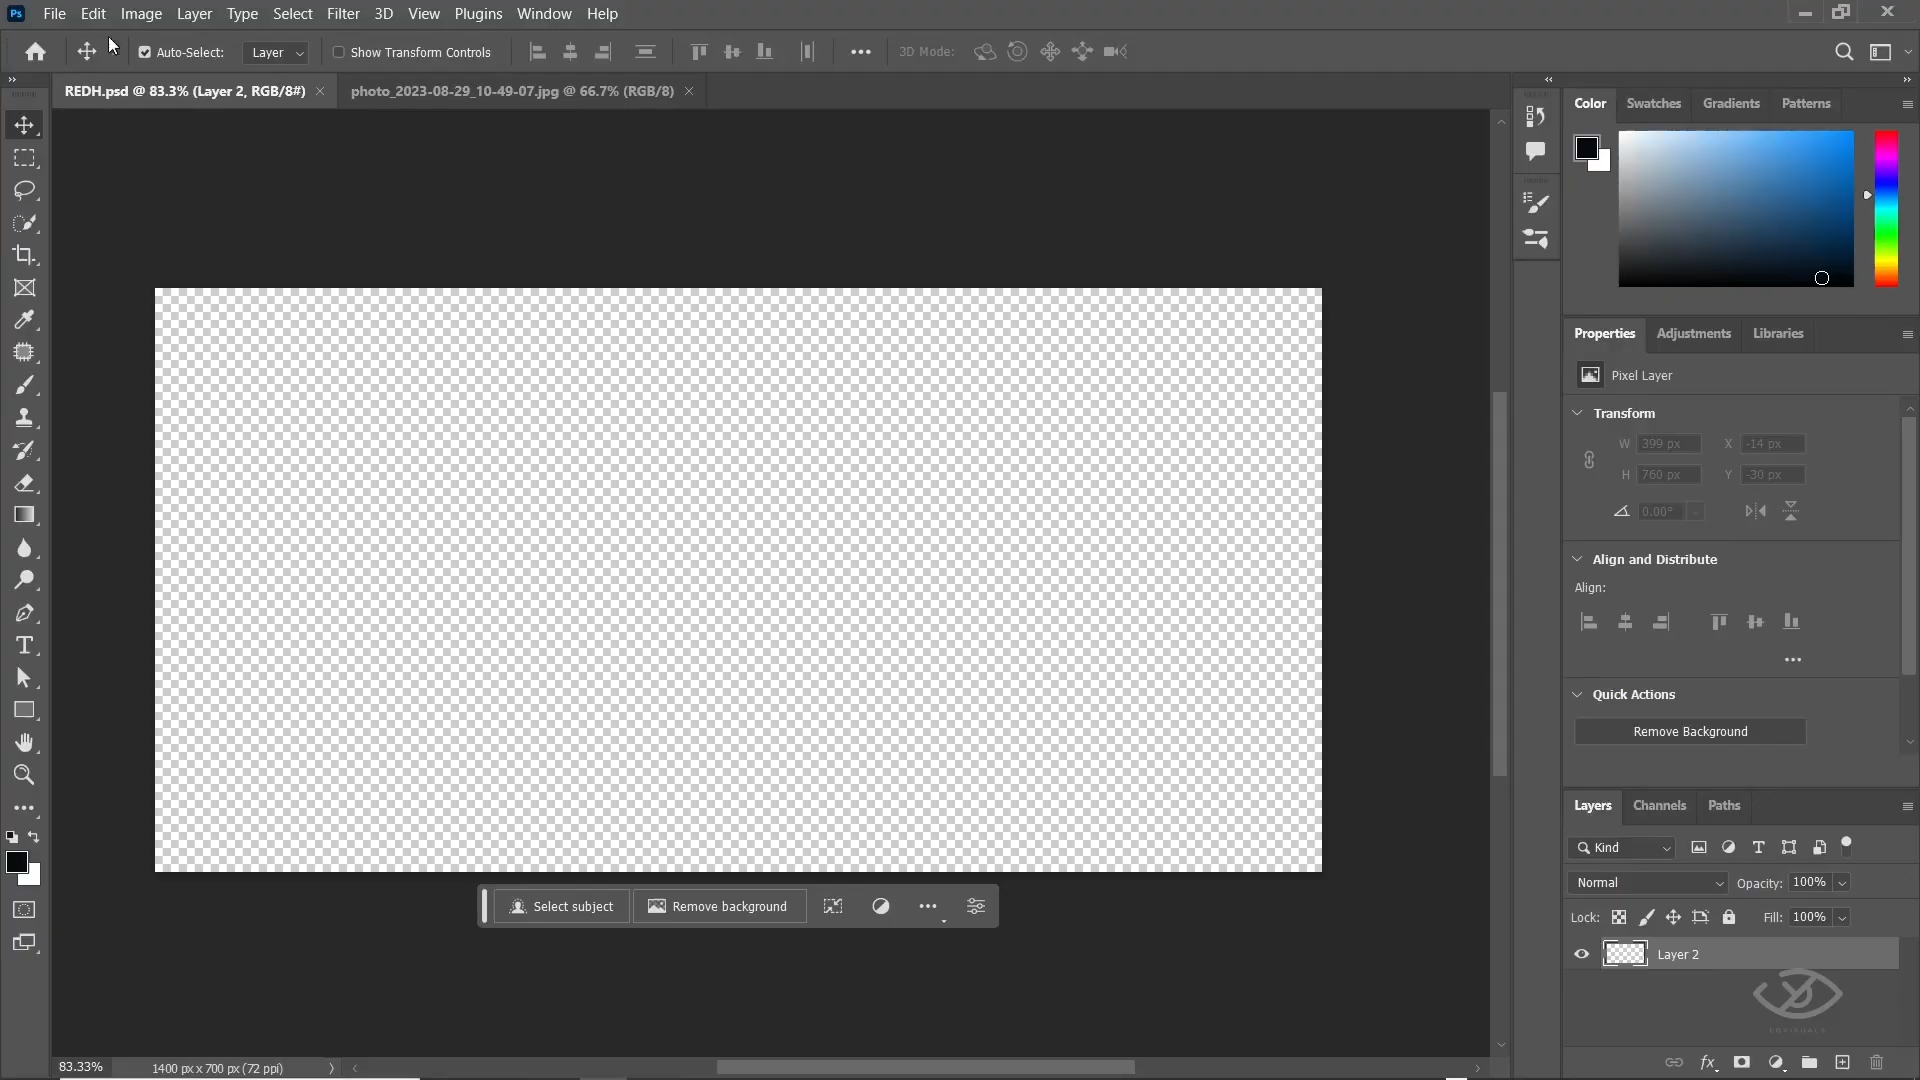 Ps File Edit Image Layer Type Select Filter 3D View Plugins Window Help
Auto-Select: Layer Show Transform Controls 3D Mode:
REDH.psd @ 83.3% (Layer 2, RGB/8#) photo_2023-08-29_10-49-07.jpg @ 66.7% (RGB/8)
Color Swatches Gradients Patterns
Properties Adjustments Libraries
Pixel Layer
Transform
W 399 px X -14 px
H 760 px Y -30 px
0.00°
Align and Distribute
Align:
Quick Actions
Remove Background
Layers Channels Paths
Kind
Normal Opacity: 100%
Lock: Fill: 100%
Layer 2
Select subject Remove background
83.33% 1400 px x 700 px (72 ppi)